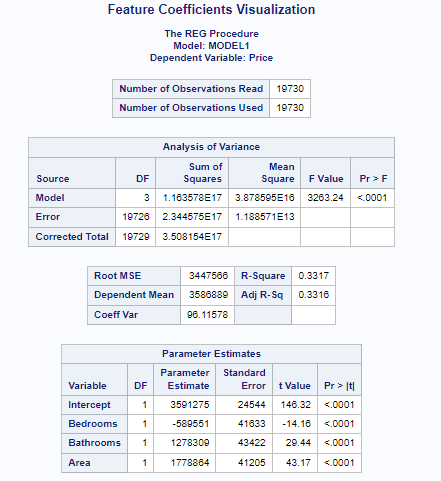 Feature Coefficients Visualization
The REG Procedure
Model: MODEL1
Dependent Variable: Price
Number of Observations Read 19730
Number of Observations Used 19730
Analysis of Variance
Source DF Sum of Squares Mean Square F Value Pr > F
Model 3 1.163578E17 3.878595E16 3263.24 <.0001
Error 19726 2.344575E17 1.188571E13
Corrected Total 19729 3.508154E17
Root MSE 3447566 R-Square 0.3317
Dependent Mean 3586889 Adj R-Sq 0.3316
Coeff Var 96.11578
Parameter Estimates
Variable DF Parameter Estimate Standard Error t Value Pr > |t|
Intercept 1 3591275 24544 146.32 <.0001
Bedrooms 1 -589551 41633 -14.16 <.0001
Bathrooms 1 1278309 43422 29.44 <.0001
Area 1 1778864 41205 43.17 <.0001